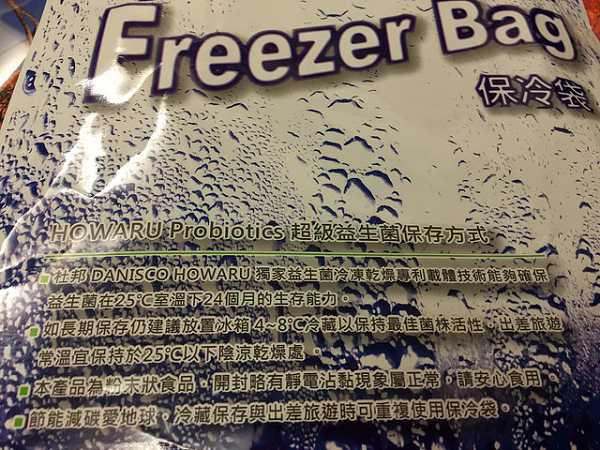 Freezer Bag
保冷袋
HOWARU Probiotics 超級益生菌保存方式
■杜邦 DANISCO HOWARU 獨家益生菌冷凍乾燥專利載體技術能夠確保
益生菌在25℃室溫下24個月的生存能力。
■如長期保存仍建議放置冰箱 4~8℃冷藏以保持最佳菌株活性，出差旅遊
常溫宜保持於25℃以下陰涼乾燥處。
■本產品為粉末狀食品，開封略有靜電沾黏現象屬正常，請安心食用。
■節能減碳愛地球，冷藏保存與出差旅遊時可重複使用保冷袋。